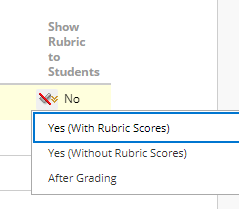 Show
Rubric
to
Students
No
Yes (With Rubric Scores)
Yes (Without Rubric Scores)
After Grading